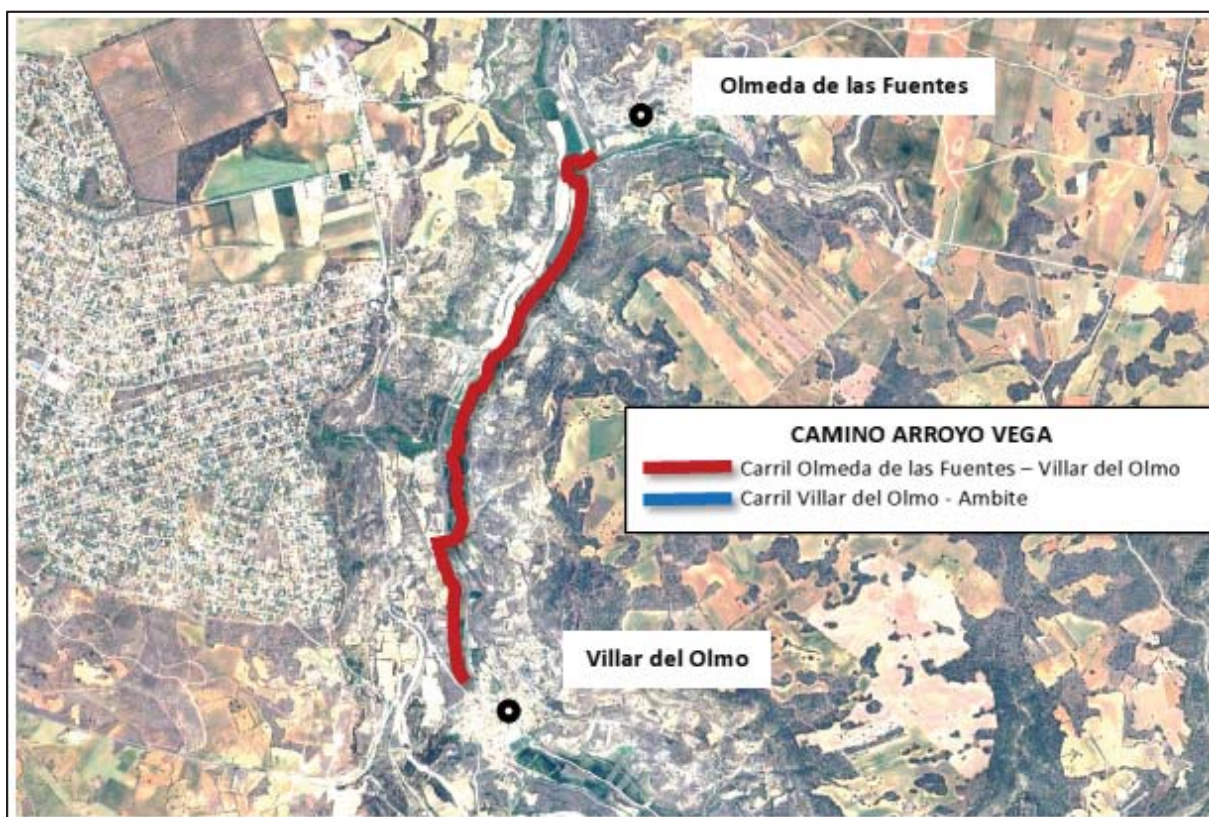 Olmeda de las Fuentes
CAMINO ARROYO VEGA
Carril Olmeda de las Fuentes – Villar del Olmo
Carril Villar del Olmo - Ambite
Villar del Olmo